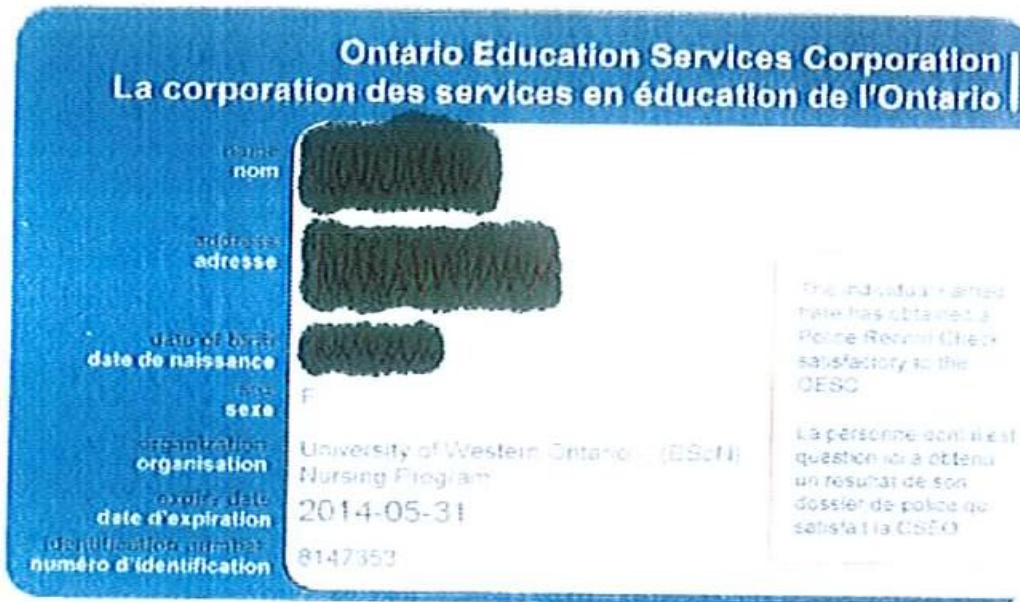 Ontario Education Services Corporation
La corporation des services en éducation de l'Ontario
name
nom
address
adresse
date of birth
date de naissance
sex
sexe
F
organization
organisation
University of Western Ontario (BScN)
Nursing Program
expiry date
date d'expiration
2014-05-31
identification number
numéro d'identification
8147353
The individual named
here has obtained a
Police Record Check
satisfactory to the
OESC
La personne dont il est
question ici a obtenu
un résultat de son
dossier de police qui
satisfait la CSEO